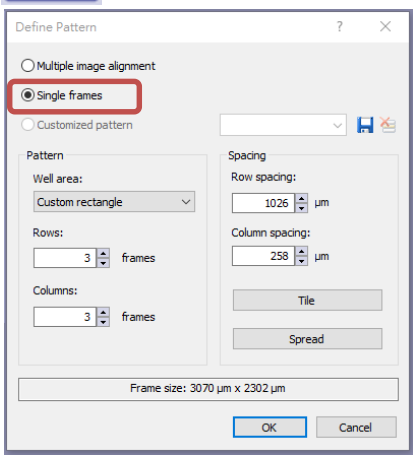 Define Pattern
?
Multiple image alignment
Single frames
Customized pattern
Pattern
Well area:
Custom rectangle
Rows:
3 frames
Columns:
3 frames
Spacing
Row spacing:
1026 µm
Column spacing:
258 µm
Tile
Spread
Frame size: 3070 µm x 2302 µm
OK
Cancel